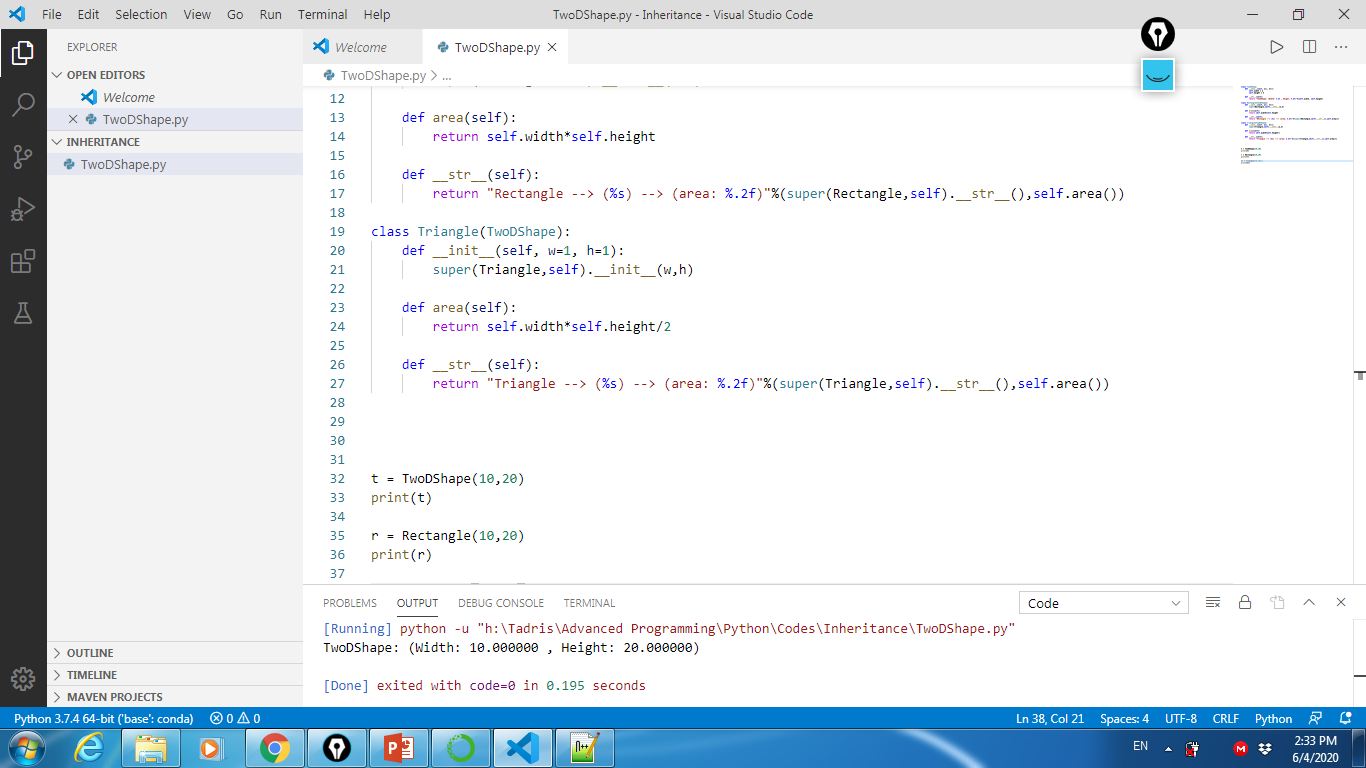 File Edit Selection View Go Run Terminal Help TwoDShape.py - Inheritance - Visual Studio Code
EXPLORER
OPEN EDITORS
Welcome
TwoDShape.py
INHERITANCE
TwoDShape.py
OUTLINE
TIMELINE
MAVEN PROJECTS
Welcome TwoDShape.py
TwoDShape.py > ...
12
13 def area(self):
14 return self.width*self.height
15
16 def __str__(self):
17 return "Rectangle --> (%s) --> (area: %.2f)"%(super(Rectangle,self).__str__(),self.area())
18
19 class Triangle(TwoDShape):
20 def __init__(self, w=1, h=1):
21 super(Triangle,self).__init__(w,h)
22
23 def area(self):
24 return self.width*self.height/2
25
26 def __str__(self):
27 return "Triangle --> (%s) --> (area: %.2f)"%(super(Triangle,self).__str__(),self.area())
28
29
30
31
32 t = TwoDShape(10,20)
33 print(t)
34
35 r = Rectangle(10,20)
36 print(r)
37
PROBLEMS OUTPUT DEBUG CONSOLE TERMINAL Code
[Running] python -u "h:\Tadris\Advanced Programming\Python\Codes\Inheritance\TwoDShape.py"
TwoDShape: (Width: 10.000000 , Height: 20.000000)
[Done] exited with code=0 in 0.195 seconds
Python 3.7.4 64-bit ('base': conda) 0 0 Ln 38, Col 21 Spaces: 4 UTF-8 CRLF Python
EN 2:33 PM
6/4/2020